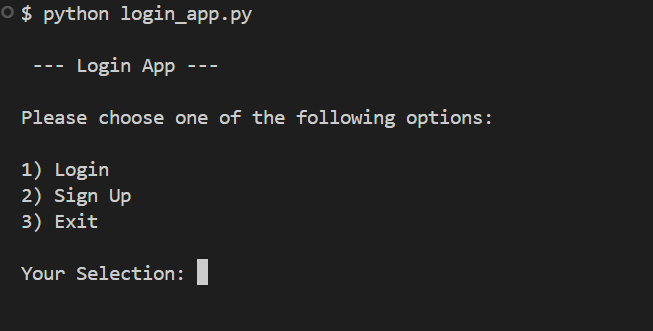 $ python login_app.py
--- Login App ---
Please choose one of the following options:
1) Login
2) Sign Up
3) Exit
Your Selection: